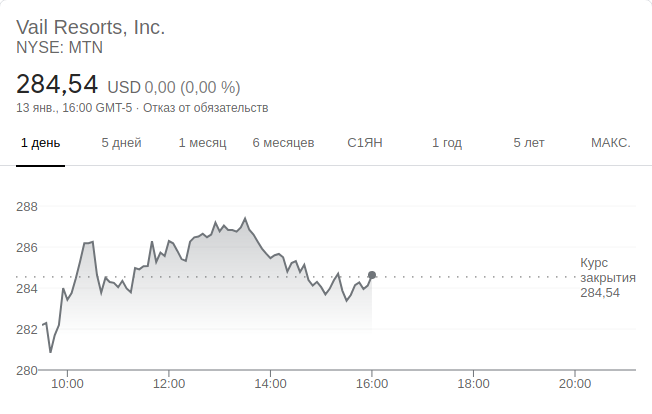 Vail Resorts, Inc.
NYSE: MTN
284,54 USD 0,00 (0,00 %)
13 янв., 16:00 GMT-5 · Отказ от обязательств
1 день 5 дней 1 месяц 6 месяцев С1ЯН 1 год 5 лет МАКС.
288
286
284
282
280
Курс
закрытия
284,54
10:00 12:00 14:00 16:00 18:00 20:00